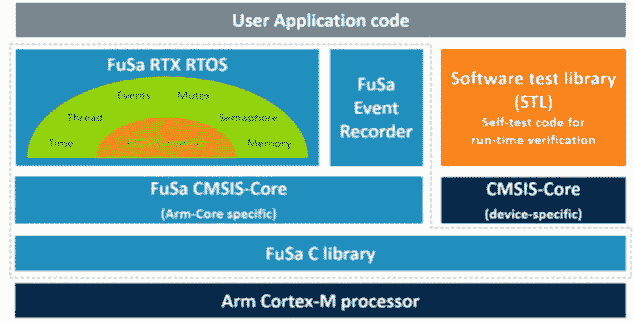 User Application code
FuSa RTX RTOS
Events Mutex
Thread Semaphore
Time Memory
FuSa
Event
Recorder
Software test library
(STL)
Self-test code for
run-time verification
FuSa CMSIS-Core
(Arm-Core specific)
CMSIS-Core
(device-specific)
FuSa C library
Arm Cortex-M processor